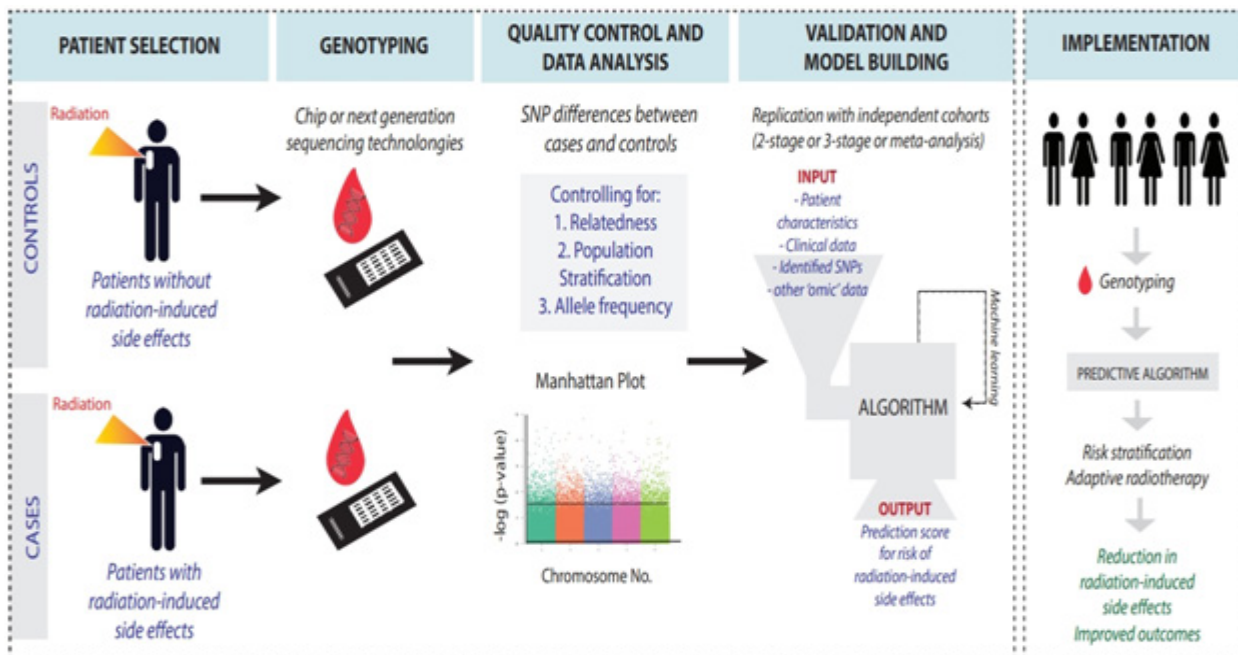 PATIENT SELECTION
GENOTYPING
QUALITY CONTROL AND
DATA ANALYSIS
VALIDATION AND
MODEL BUILDING
IMPLEMENTATION
CONTROLS
Radiation
Patients without
radiation-induced
side effects
CASES
Radiation
Patients with
radiation-induced
side effects
Chip or next generation
sequencing technolongies
SNP differences between
cases and controls
Controlling for:
1. Relatedness
2. Population
Stratification
3. Allele frequency
Manhattan Plot
-log (p-value)
Chromosome No.
Replication with independent cohorts
(2-stage or 3-stage or meta-analysis)
INPUT
- Patient
characteristics
- Clinical data
- Identified SNPs
- other 'omic' data
Machine learning
ALGORITHM
OUTPUT
Prediction score
for risk of
radiation-induced
side effects
Genotyping
PREDICTIVE ALGORITHM
Risk stratification
Adaptive radiotherapy
Reduction in
radiation-induced
side effects
Improved outcomes